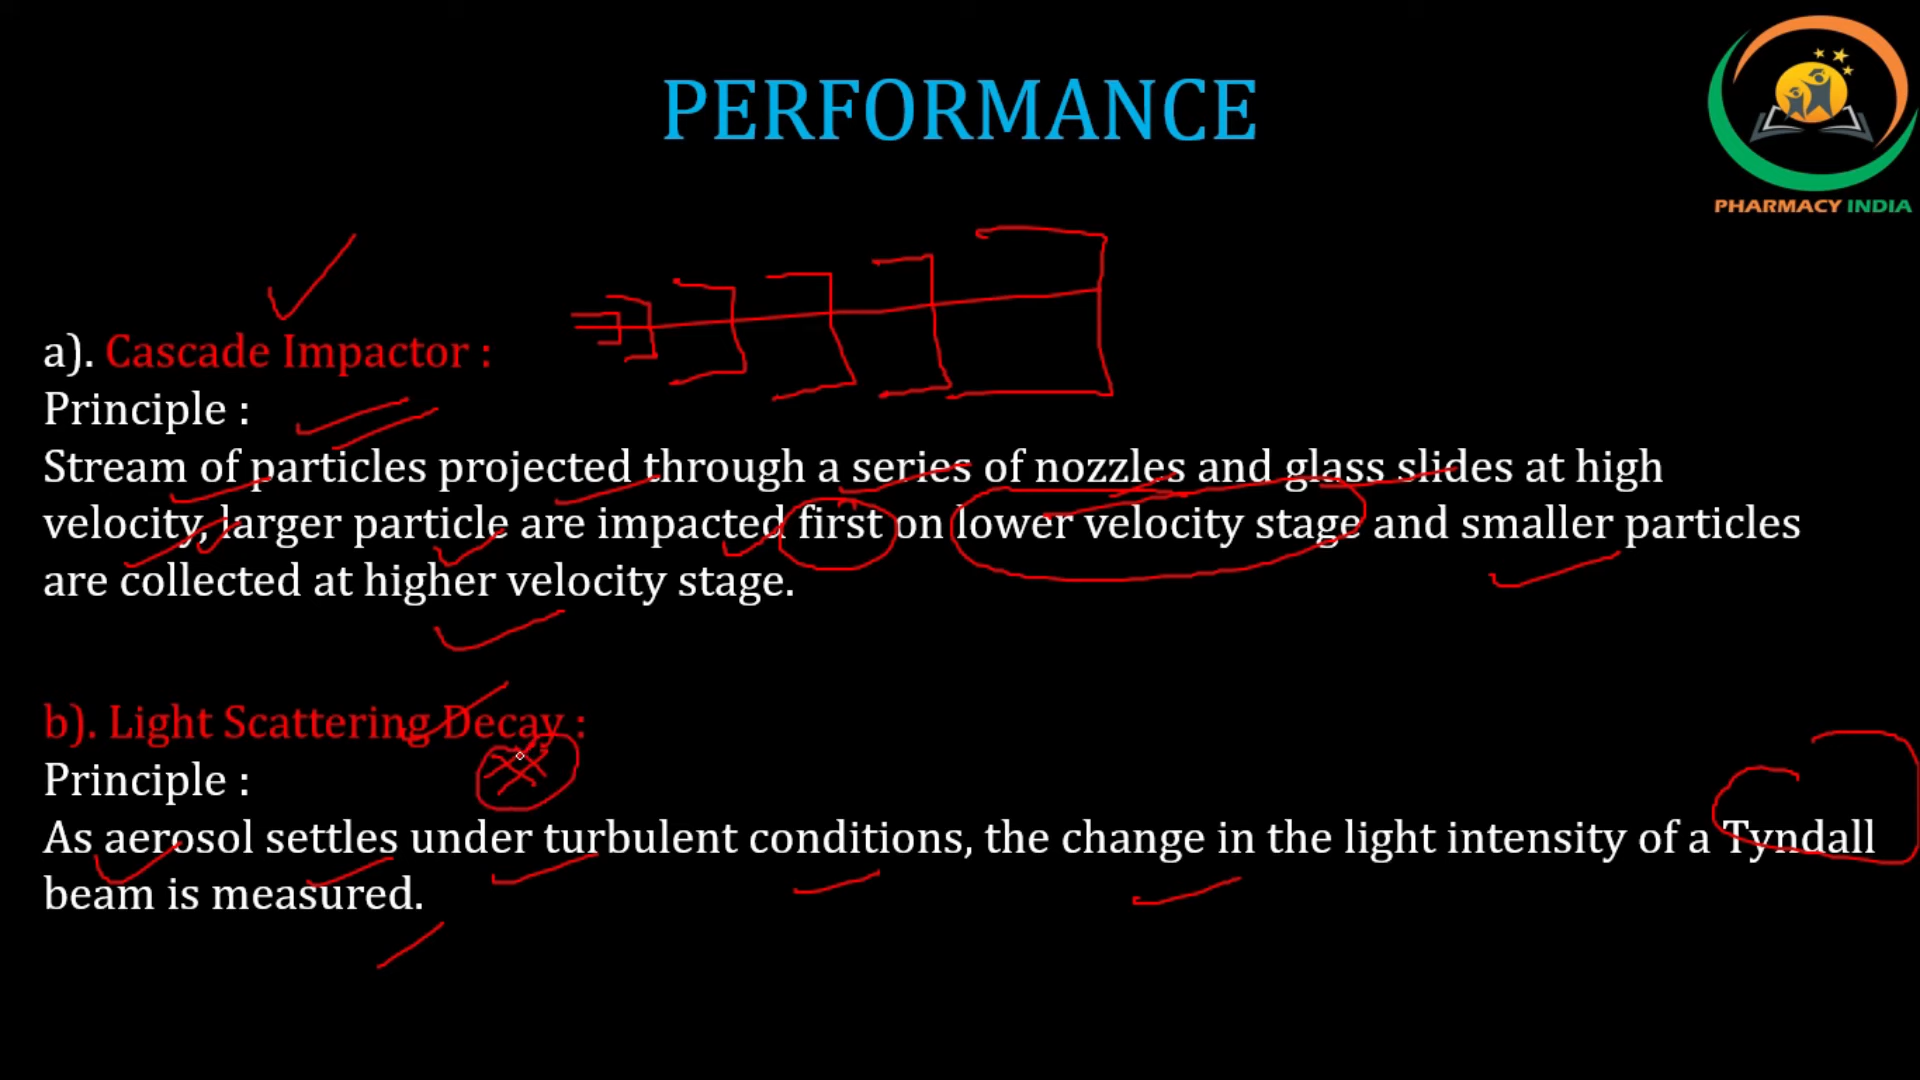 PERFORMANCE
PHARMACY INDIA
a). Cascade Impactor :
Principle :
Stream of particles projected through a series of nozzles and glass slides at high
velocity, larger particle are impacted first on lower velocity stage and smaller particles
are collected at higher velocity stage.
b). Light Scattering Decay :
Principle :
As aerosol settles under turbulent conditions, the change in the light intensity of a Tyndall
beam is measured.